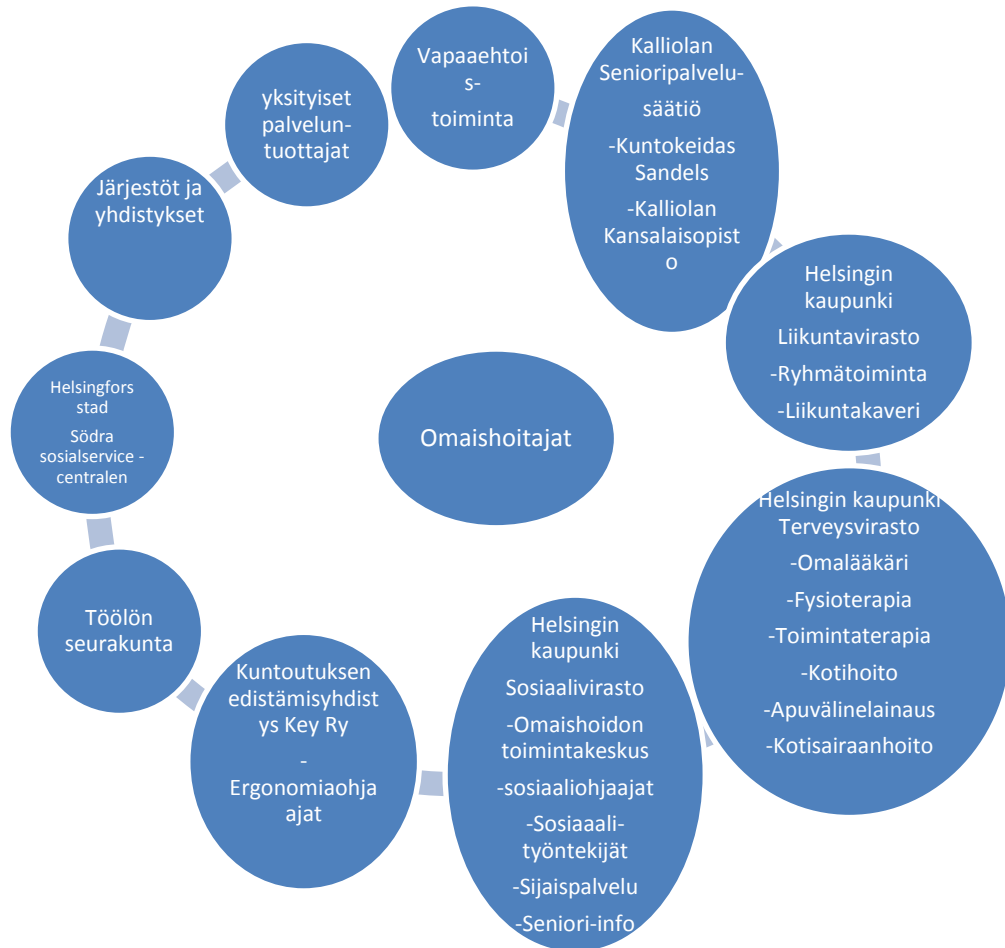 Vapaaehtoi
s-
toiminta
Kalliolan
Senioripalvelu-
säätiö
-Kuntokeidas
Sandels
-Kalliolan
Kansalaisopist
o
Helsingin
kaupunki
Liikuntavirasto
-Ryhmätoiminta
-Liikuntakaveri
Helsingin kaupunki
Terveysvirasto
-Omalääkäri
-Fysioterapia
-Toimintaterapia
-Kotihoito
-Apuvälinelainaus
-Kotisairaanhoito
Helsingin
kaupunki
Sosiaalivirasto
-Omaishoidon
toimintakeskus
-sosiaaliohjaajat
-Sosiaaali-
työntekijät
-Sijaispalvelu
-Seniori-info
Kuntoutuksen
edistämisyhdist
ys Key Ry
-
Ergonomiaohja
ajat
Töölön
seurakunta
Helsingfors
stad
Södra
sosialservice -
centralen
Järjestöt ja
yhdistykset
yksityiset
palvelun-
tuottajat
Omaishoitajat